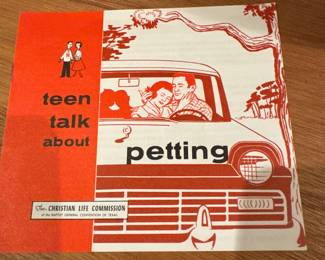 teen
talk
about
petting
The CHRISTIAN LIFE COMMISSION
of the BAPTIST GENERAL CONVENTION OF TEXAS